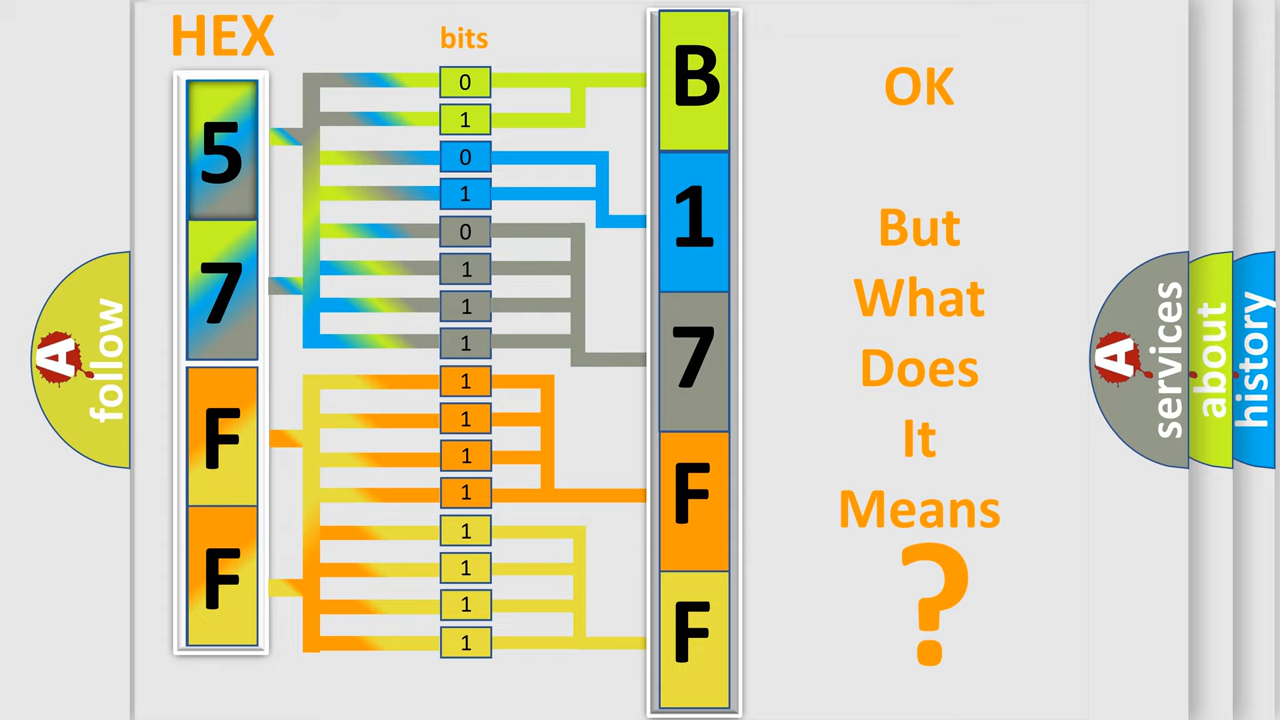 HEX
bits
5
7
F
F
0
1
0
1
0
1
1
1
1
1
1
1
1
1
1
1
B
1
7
F
F
OK
But
What
Does
It
Means
?
A
follow
A
services
about
history